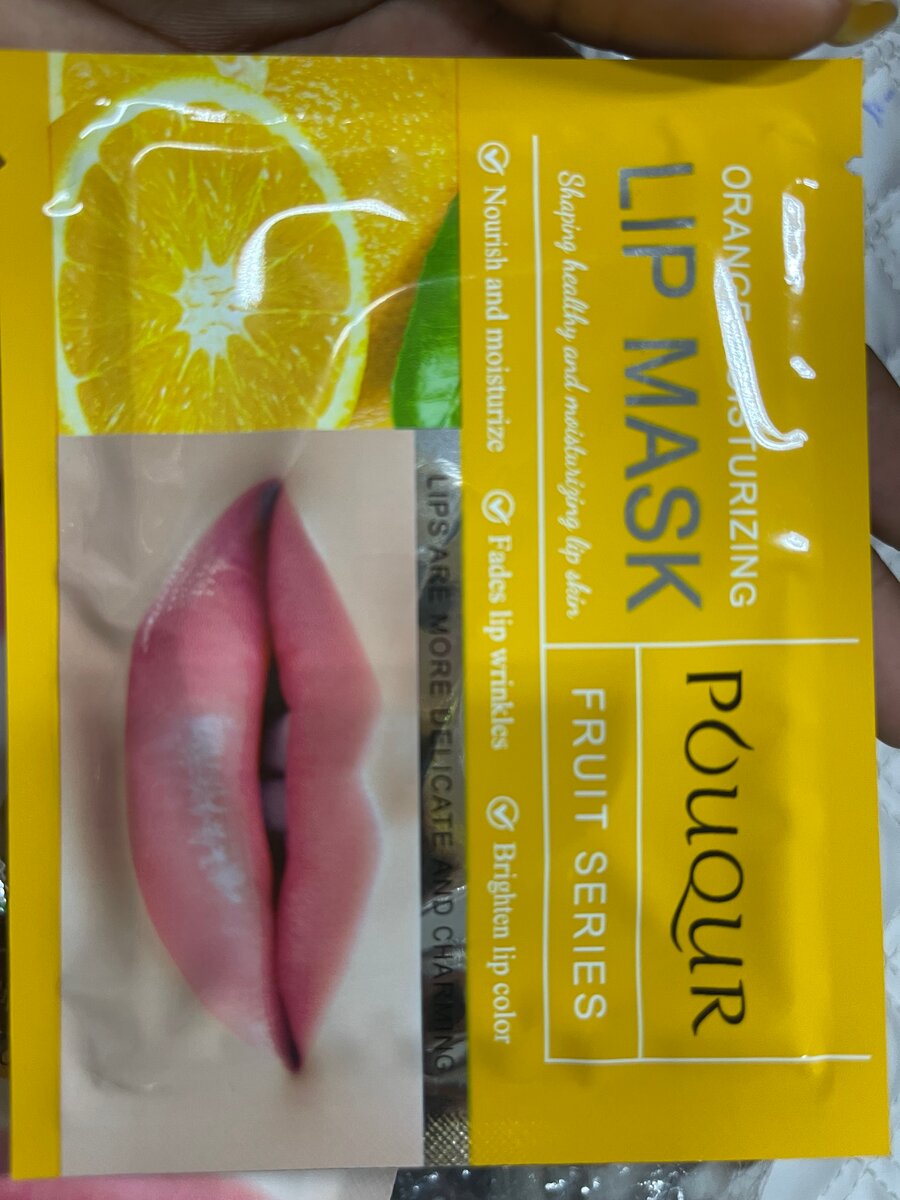 ORANGE MOISTURIZING
LIP MASK
Shaping healthy and moisturizing lip skin
POUQUR
FRUIT SERIES
Nourish and moisturize
Fades lip wrinkles
Brighten lip color
LIPS ARE MORE DELICATE AND CHARMING